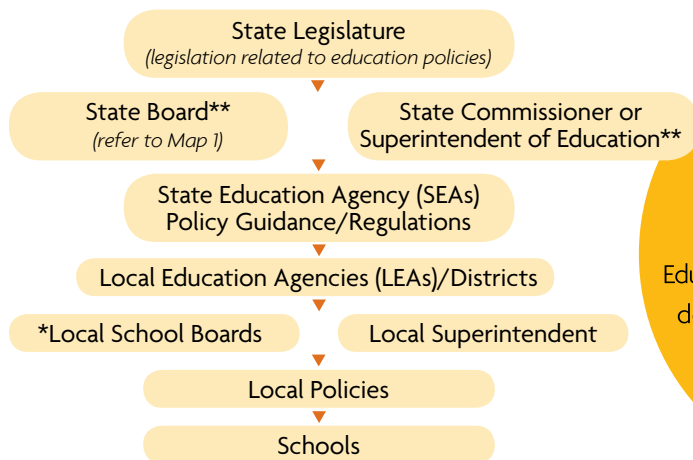 State Legislature
(legislation related to education policies)
State Board**
(refer to Map 1)
State Commissioner or
Superintendent of Education**
State Education Agency (SEAs)
Policy Guidance/Regulations
Local Education Agencies (LEAs)/Districts
*Local School Boards
Local Superintendent
Local Policies
Schools